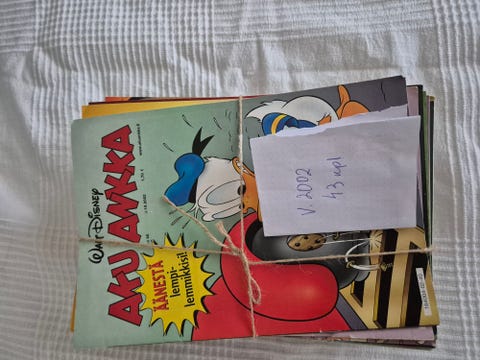 WALT DISNEY
AKU ANKKA
ÄÄNESTÄ
lempi-
lemmikkisi!
V. 2002
43 kpl